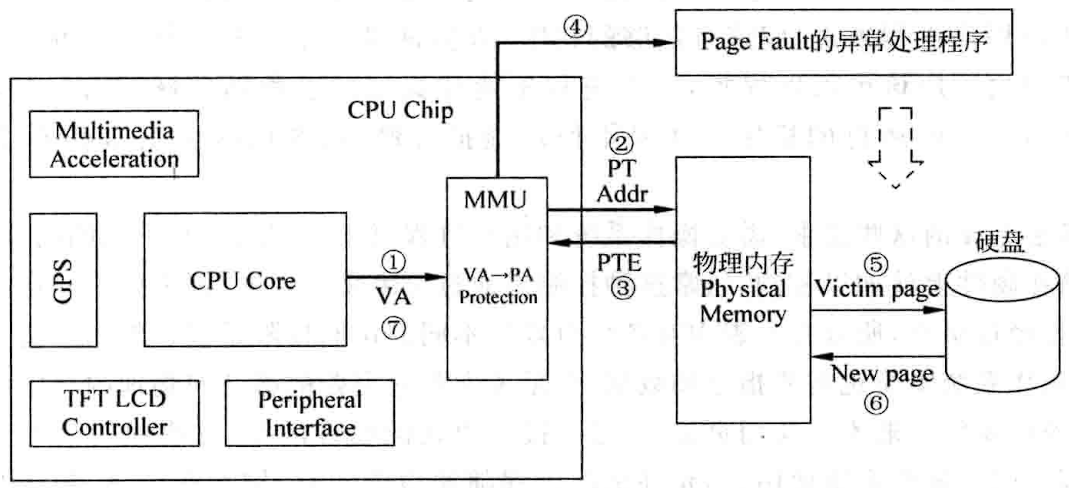 ④
Page Fault的异常处理程序
CPU Chip
Multimedia
Acceleration
②
PT
Addr
MMU
VA→PA
Protection
PTE
③
GPS
CPU Core
①
VA
⑦
物理内存
Physical
Memory
硬盘
⑤
Victim page
New page
⑥
TFT LCD
Controller
Peripheral
Interface